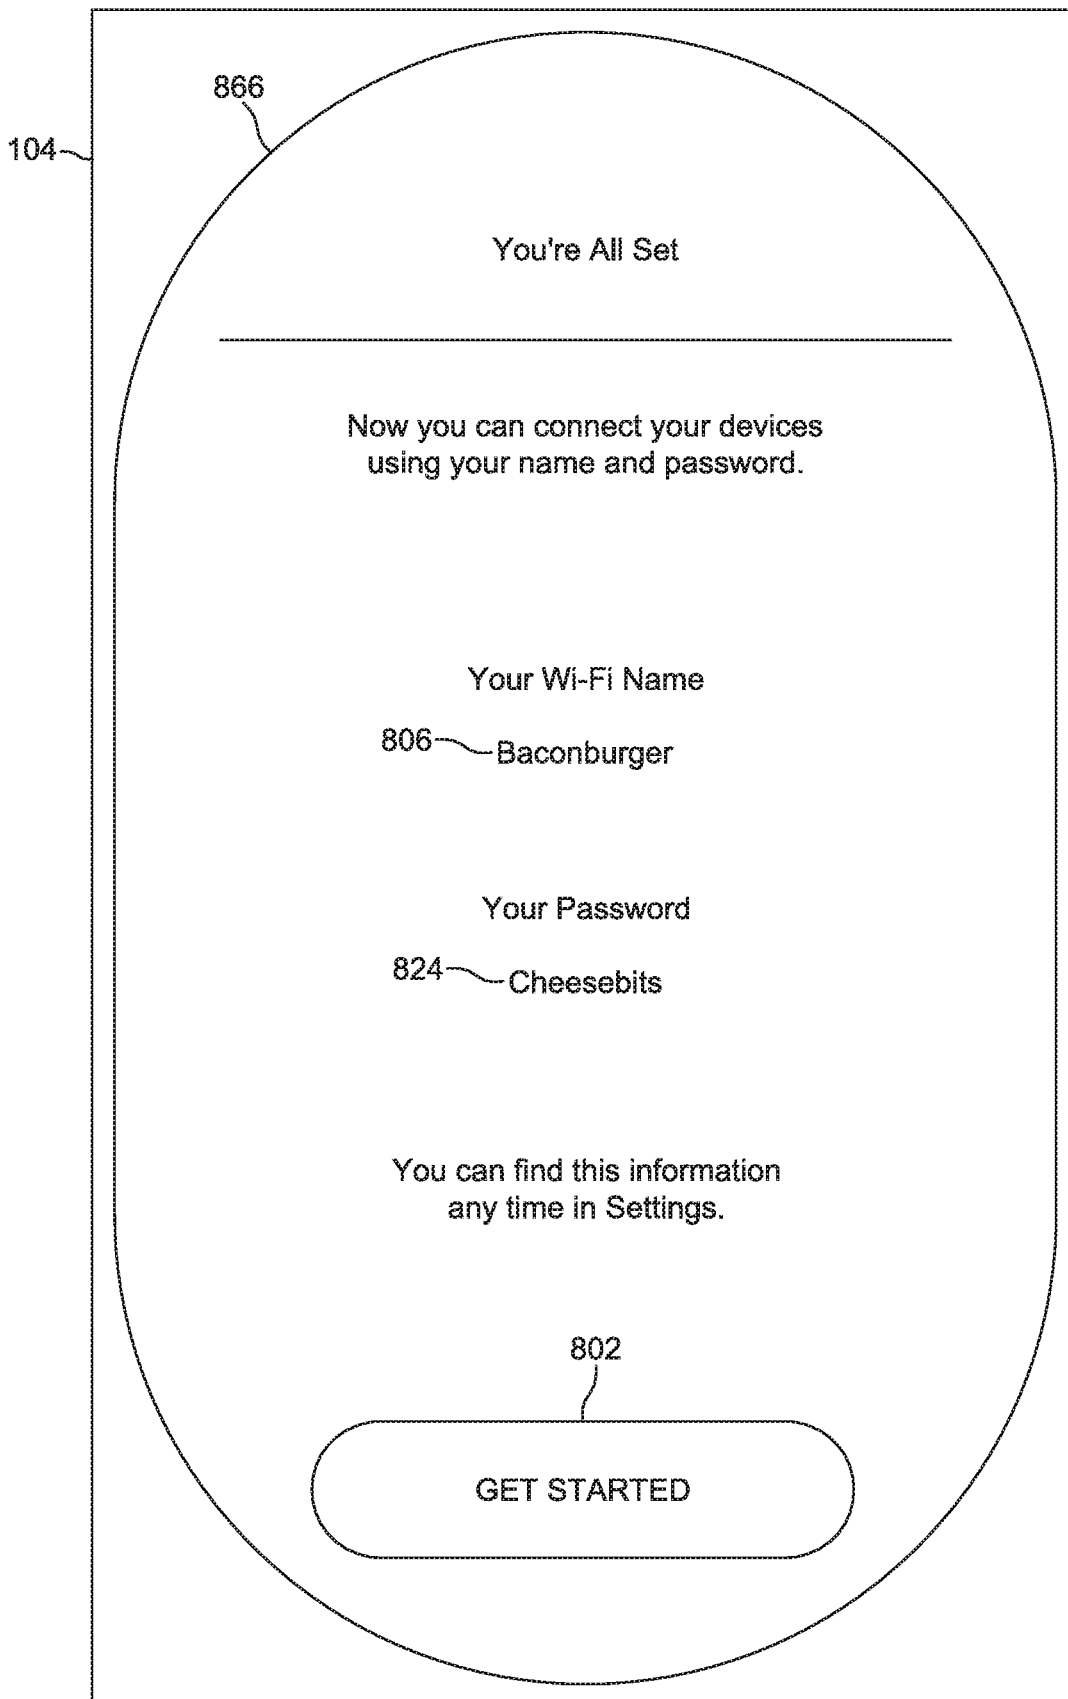 866
104
You're All Set
Now you can connect your devices
using your name and password.
Your Wi-Fi Name
806 Baconburger
Your Password
824 Cheesebits
You can find this information
any time in Settings.
802
GET STARTED